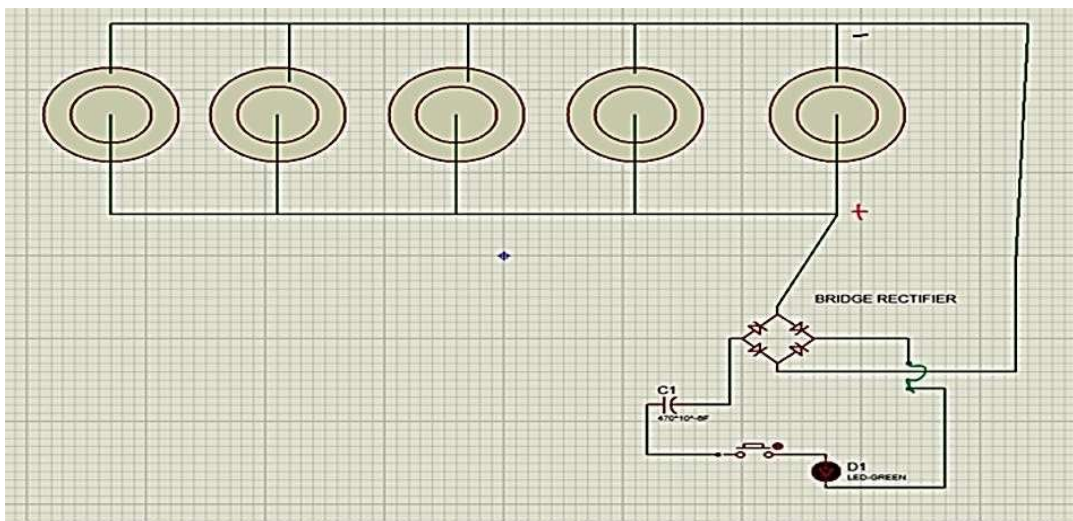 −
+
BRIDGE RECTIFIER
C1
470*10^-6F
D1
LED-GREEN